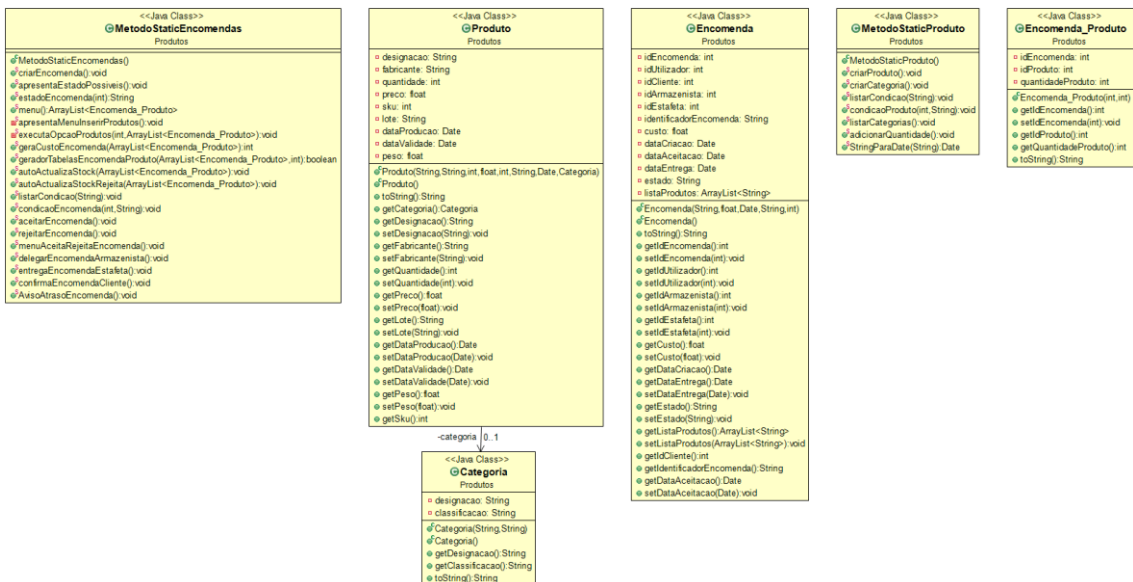 <<Java Class>>
MetodoStaticEncomendas
Produtos
MetodoStaticEncomendas()
criarEncomenda():void
apresentaEstadoPossiveis():void
estadoEncomenda(int):String
menu():ArrayList<Encomenda_Produto>
apresentaMenuInserirProdutos():void
executaOpcaoProdutos(int,ArrayList<Encomenda_Produto>):void
geraCustoEncomenda(ArrayList<Encomenda_Produto>):int
geradorTabelasEncomendaProduto(ArrayList<Encomenda_Produto>,int):boolean
autoActualizaStock(ArrayList<Encomenda_Produto>):void
autoActualizaStockRejeita(ArrayList<Encomenda_Produto>):void
listarCondicao(String):void
condicaoEncomenda(int,String):void
aceitarEncomenda():void
rejeitarEncomenda():void
menuAceitaRejeitaEncomenda():void
delegarEncomendaArmazenista():void
entregaEncomendaEstafeta():void
confirmaEncomendaCliente():void
AvisoAtrasoEncomenda():void
<<Java Class>>
Produto
Produtos
designacao: String
fabricante: String
quantidade: int
preco: float
sku: int
lote: String
dataProducao: Date
dataValidade: Date
peso: float
Produto(String,String,int,float,int,String,Date,Categoria)
Produto()
toString():String
getCategoria():Categoria
getDesignacao():String
setDesignacao(String):void
getFabricante():String
setFabricante(String):void
getQuantidade():int
setQuantidade(int):void
getPreco():float
setPreco(float):void
getLote():String
setLote(String):void
getDataProducao():Date
setDataProducao(Date):void
getDataValidade():Date
setDataValidade(Date):void
getPeso():float
setPeso(float):void
getSku():int
-categoria 0..1
<<Java Class>>
Categoria
Produtos
designacao: String
classificacao: String
Categoria(String,String)
Categoria()
getDesignacao():String
getClassificacao():String
toString():String
<<Java Class>>
Encomenda
Produtos
idEncomenda: int
idUtilizador: int
idCliente: int
idArmazenista: int
idEstafeta: int
identificadorEncomenda: String
custo: float
dataCriacao: Date
dataAceitacao: Date
dataEntrega: Date
estado: String
listaProdutos: ArrayList<String>
Encomenda(String,float,Date,String,int)
Encomenda()
toString():String
getIdEncomenda():int
setIdEncomenda(int):void
getIdUtilizador():int
setIdUtilizador(int):void
getIdArmazenista():int
setIdArmazenista(int):void
getIdEstafeta():int
setIdEstafeta(int):void
getCusto():float
setCusto(float):void
getDataCriacao():Date
getDataEntrega():Date
setDataEntrega(Date):void
getEstado():String
setEstado(String):void
getListaProdutos():ArrayList<String>
setListaProdutos(ArrayList<String>):void
getIdCliente():int
getIdentificadorEncomenda():String
getDataAceitacao():Date
setDataAceitacao(Date):void
<<Java Class>>
MetodoStaticProduto
Produtos
MetodoStaticProduto()
criarProduto():void
criarCategoria():void
listarCondicao(String):void
condicaoProduto(int,String):void
listarCategorias():void
adicionarQuantidade():void
StringParaDate(String):Date
<<Java Class>>
Encomenda_Produto
Produtos
idEncomenda: int
idProduto: int
quantidadeProduto: int
Encomenda_Produto(int,int)
getIdEncomenda():int
setIdEncomenda(int):void
getIdProduto():int
getQuantidadeProduto():int
toString():String